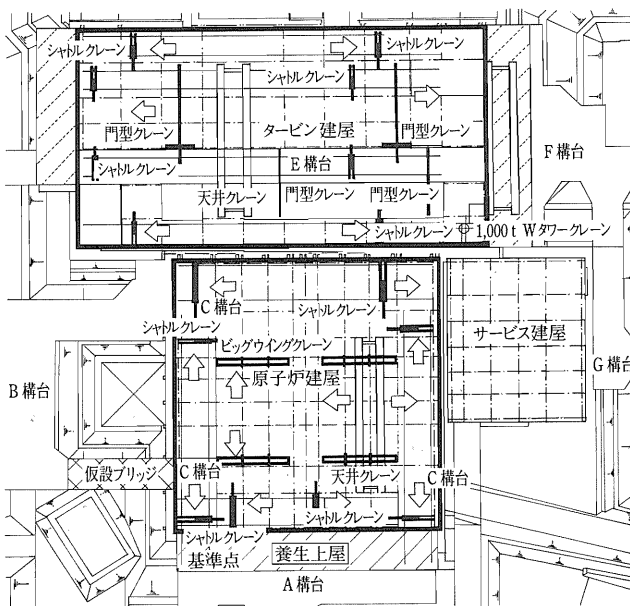 シャトルクレーン
シャトルクレーン
シャトルクレーン
門型クレーン
タービン建屋
門型クレーン
F構台
シャトルクレーン
E構台
天井クレーン
門型クレーン
門型クレーン
シャトルクレーン
1,000t Wタワークレーン
C構台
シャトルクレーン
シャトルクレーン
ビッグウイングクレーン
サービス建屋
原子炉建屋
G構台
B構台
仮設ブリッジ
C構台
天井クレーン
C構台
シャトルクレーン
シャトルクレーン
基準点
養生上屋
A構台